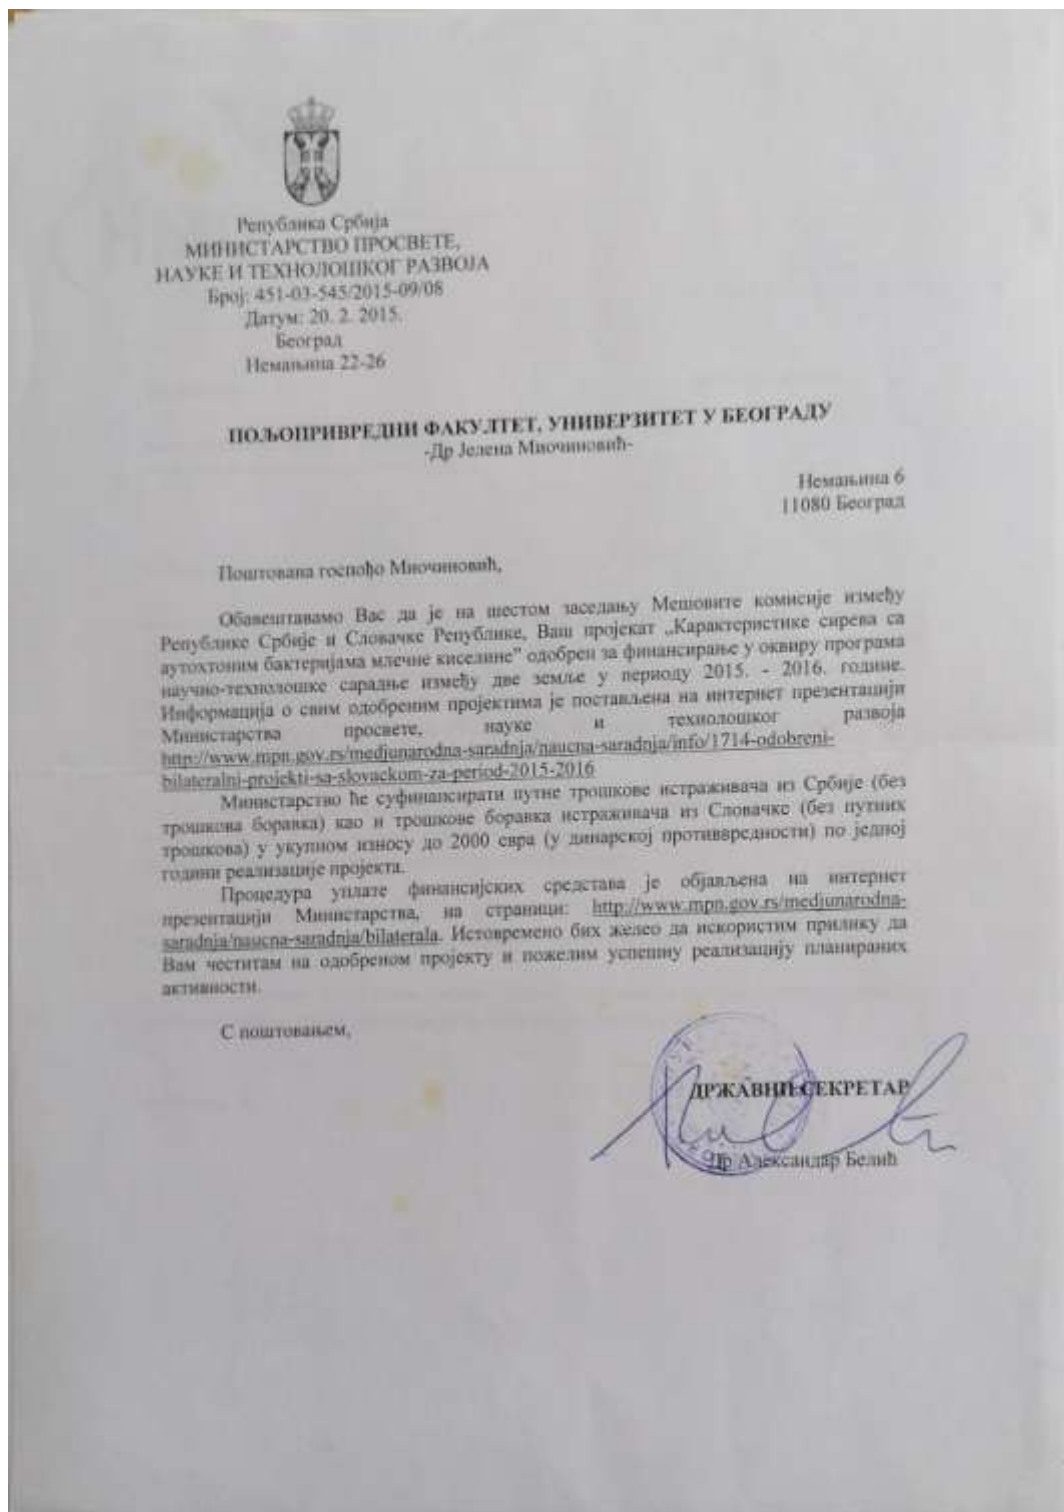 Република Србија
МИНИСТАРСТВО ПРОСВЕТЕ,
НАУКЕ И ТЕХНОЛОШКОГ РАЗВОЈА
Број: 451-03-545/2015-09/08
Датум: 20. 2. 2015.
Београд
Немањина 22-26
ПОЉОПРИВРЕДНИ ФАКУЛТЕТ, УНИВЕРЗИТЕТ У БЕОГРАДУ
-Др Јелена Миочиновић-
Немањина 6
11080 Београд
Поштована госпођо Миочиновић,
Обавештавамо Вас да је на шестом заседању Мешовите комисије између
Републике Србије и Словачке Републике, Ваш пројекат „Карактеристике сирева са
аутохтоним бактеријама млечне киселине" одобрен за финансирање у оквиру програма
научно-технолошке сарадње између две земље у периоду 2015. - 2016. године.
Информација о свим одобреним пројектима је постављена на интернет презентацији
Министарства просвете, науке и технолошког развоја
http://www.mpn.gov.rs/medjunarodna-saradnja/naucna-saradnja/info/1714-odobreni-
bilateralni-projekti-sa-slovackom-za-period-2015-2016
Министарство ће суфинансирати путне трошкове истраживача из Србије (без
трошкова боравка) као и трошкове боравка истраживача из Словачке (без путних
трошкова) у укупном износу до 2000 евра (у динарској противвредности) по једној
години реализације пројекта.
Процедура уплате финансијских средстава је објављена на интернет
презентацији Министарства, на страници: http://www.mpn.gov.rs/medjunarodna-
saradnja/naucna-saradnja/bilaterala. Истовремено бих желео да искористим прилику да
Вам честитам на одобреном пројекту и пожелим успешну реализацију планираних
активности.
С поштовањем,
ДРЖАВНИ СЕКРЕТАР
Др Александар Белић